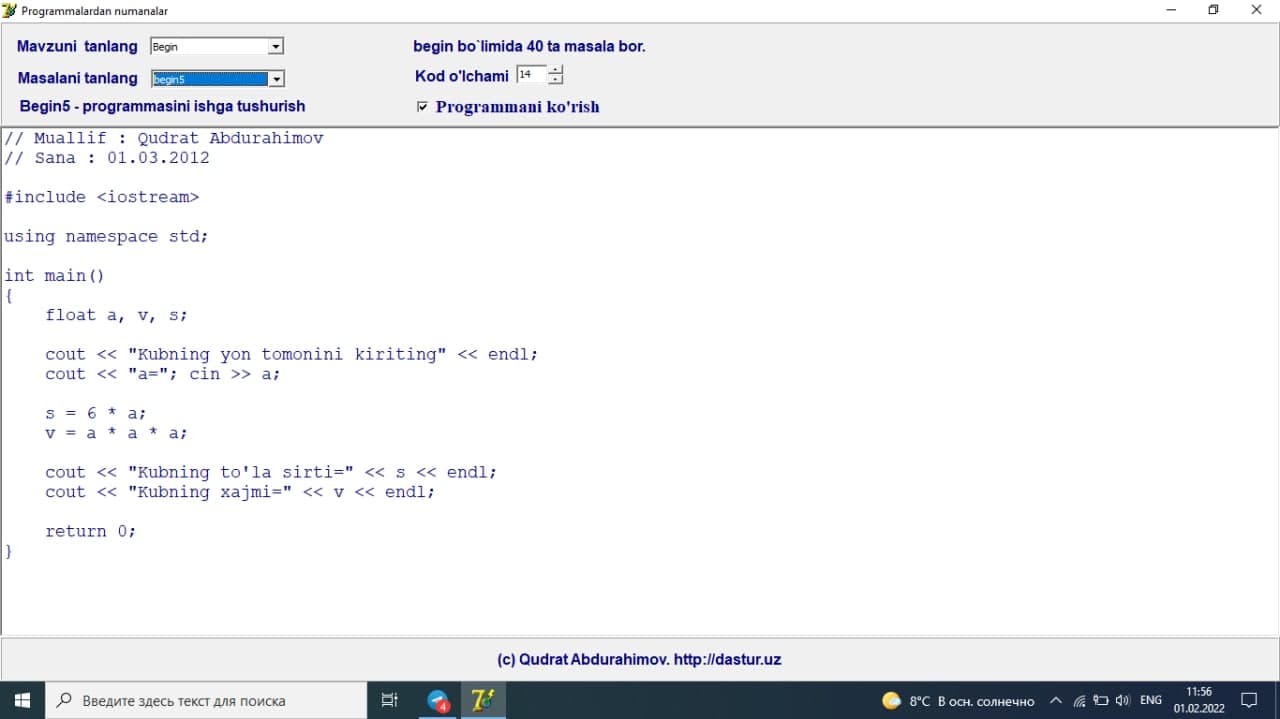 Programmalardan numanalar
Mavzuni tanlang Begin
begin bo`limida 40 ta masala bor.
Masalani tanlang begin5
Kod o'lchami 14
Begin5 - programmasini ishga tushurish
Programmani ko'rish
// Muallif : Qudrat Abdurahimov
// Sana : 01.03.2012
#include <iostream>
using namespace std;
int main()
{
float a, v, s;
cout << "Kubning yon tomonini kiriting" << endl;
cout << "a="; cin >> a;
s = 6 * a;
v = a * a * a;
cout << "Kubning to'la sirti=" << s << endl;
cout << "Kubning xajmi=" << v << endl;
return 0;
}
(c) Qudrat Abdurahimov. http://dastur.uz
Введите здесь текст для поиска
4
8°C В осн. солнечно
ENG
11:56
01.02.2022